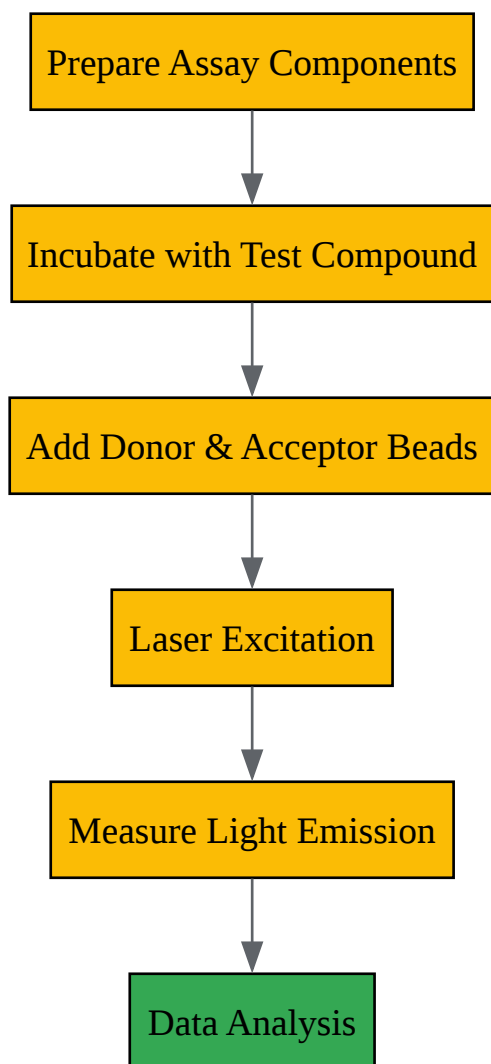 Prepare Assay Components
Incubate with Test Compound
Add Donor & Acceptor Beads
Laser Excitation
Measure Light Emission
Data Analysis